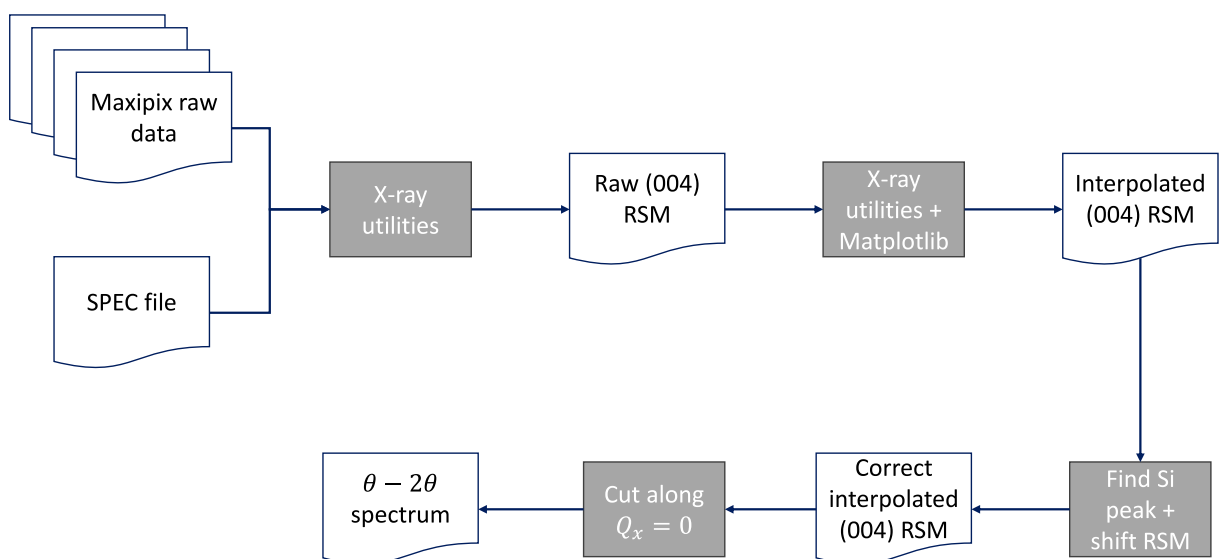 Maxipix raw
data
SPEC file
X-ray
utilities
Raw (004)
RSM
X-ray
utilities +
Matplotlib
Interpolated
(004) RSM
Find Si
peak +
shift RSM
Correct
interpolated
(004) RSM
Cut along
𝑄𝑥 = 0
𝜃 − 2𝜃
spectrum